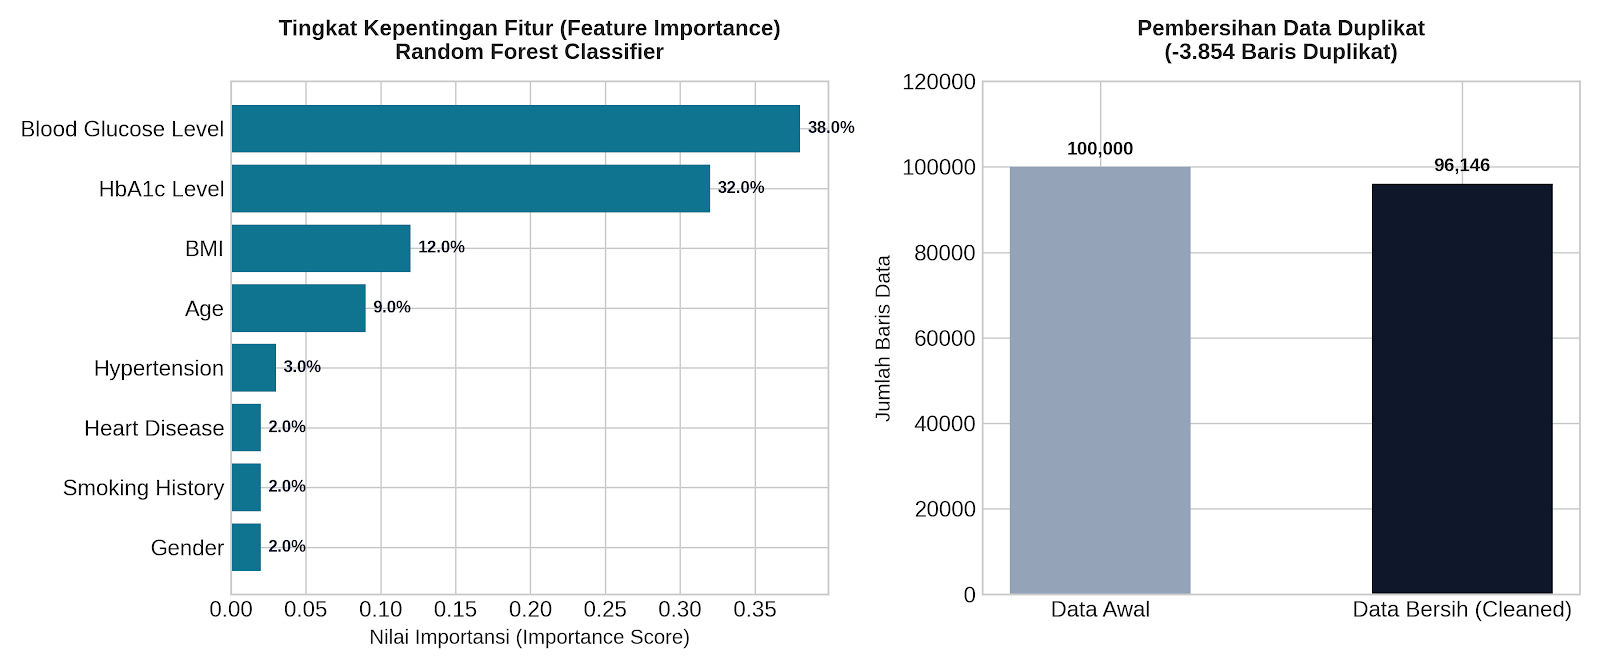 Tingkat Kepentingan Fitur (Feature Importance)
Random Forest Classifier
Blood Glucose Level
38.0%
HbA1c Level
32.0%
BMI
12.0%
Age
9.0%
Hypertension
3.0%
Heart Disease
2.0%
Smoking History
2.0%
Gender
2.0%
0.00 0.05 0.10 0.15 0.20 0.25 0.30 0.35
Nilai Importansi (Importance Score)
Pembersihan Data Duplikat
(-3.854 Baris Duplikat)
120000
100000
80000
60000
40000
20000
0
Jumlah Baris Data
100,000
96,146
Data Awal
Data Bersih (Cleaned)